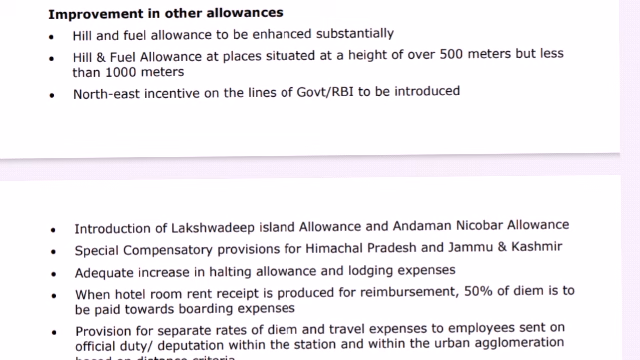 Improvement in other allowances
• Hill and fuel allowance to be enhanced substantially
• Hill & Fuel Allowance at places situated at a height of over 500 meters but less
than 1000 meters
• North-east incentive on the lines of Govt/RBI to be introduced
• Introduction of Lakshwadeep island Allowance and Andaman Nicobar Allowance
• Special Compensatory provisions for Himachal Pradesh and Jammu & Kashmir
• Adequate increase in halting allowance and lodging expenses
• When hotel room rent receipt is produced for reimbursement, 50% of diem is to
be paid towards boarding expenses
• Provision for separate rates of diem and travel expenses to employees sent on
official duty/ deputation within the station and within the urban agglomeration
based on distance criteria